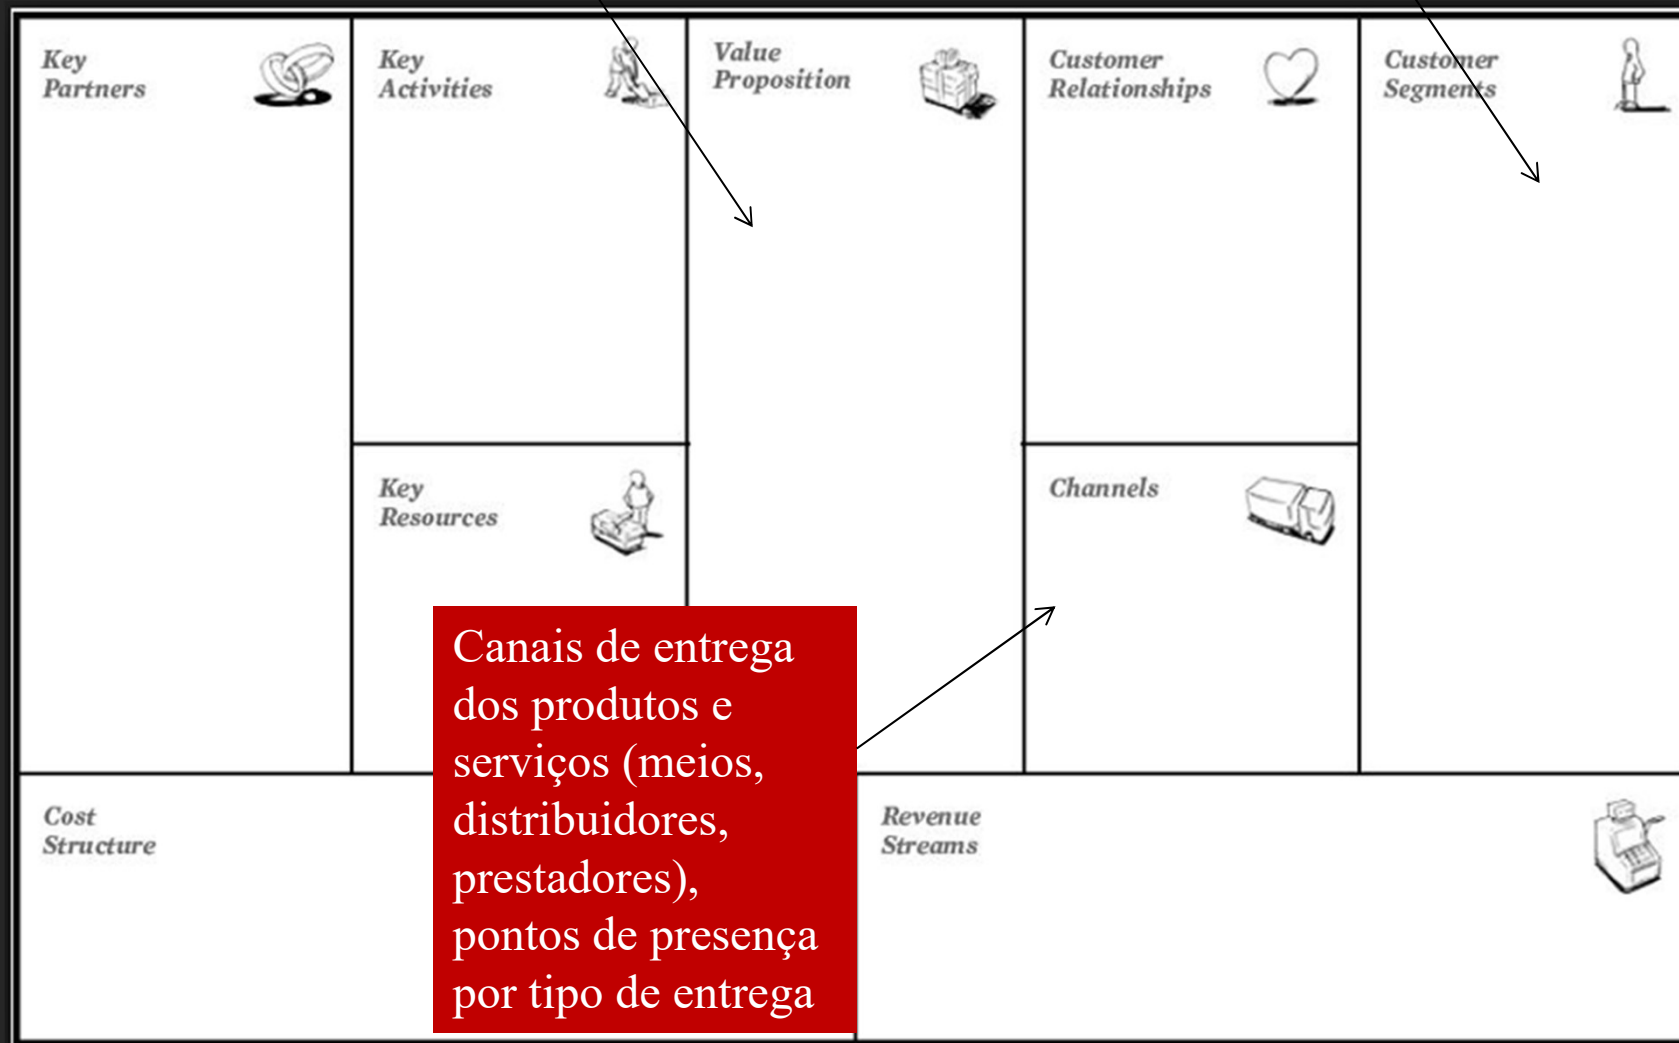 Key
Partners
Key
Activities
Value
Proposition
Customer
Relationships
Customer
Segments
Key
Resources
Channels
Canais de entrega
dos produtos e
serviços (meios,
distribuidores,
prestadores),
pontos de presença
por tipo de entrega
Cost
Structure
Revenue
Streams